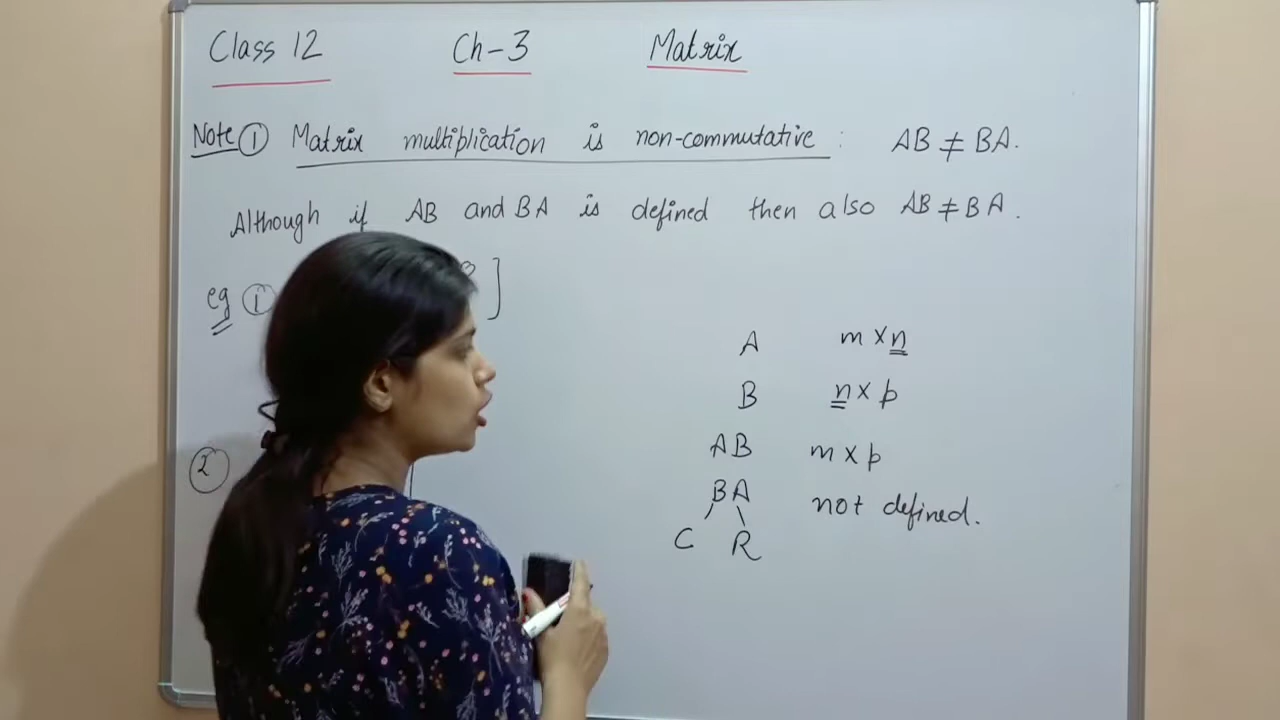 Class 12 Ch-3 Matrix
Note ① Matrix multiplication is non-commutative : AB ≠ BA.
Although if AB and BA is defined then also AB ≠ BA.
eg ① ]
A m × n
B n × p
② AB m × p
BA not defined.
C R